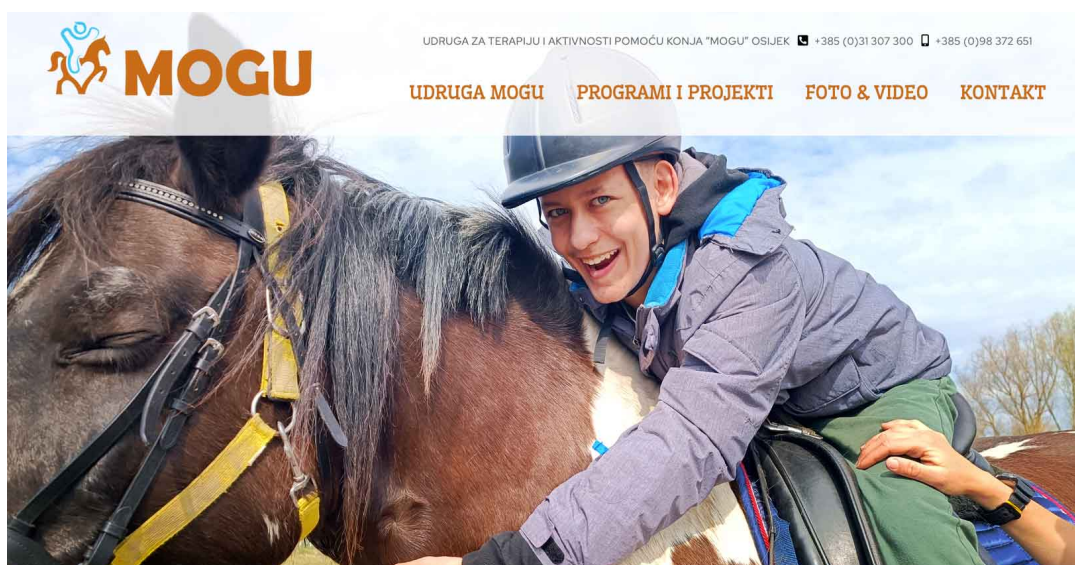 MOGU
UDRUGA ZA TERAPIJU I AKTIVNOSTI POMOĆU KONJA "MOGU" OSIJEK +385 (0)31 307 300 +385 (0)98 372 651
UDRUGA MOGU PROGRAMI I PROJEKTI FOTO & VIDEO KONTAKT